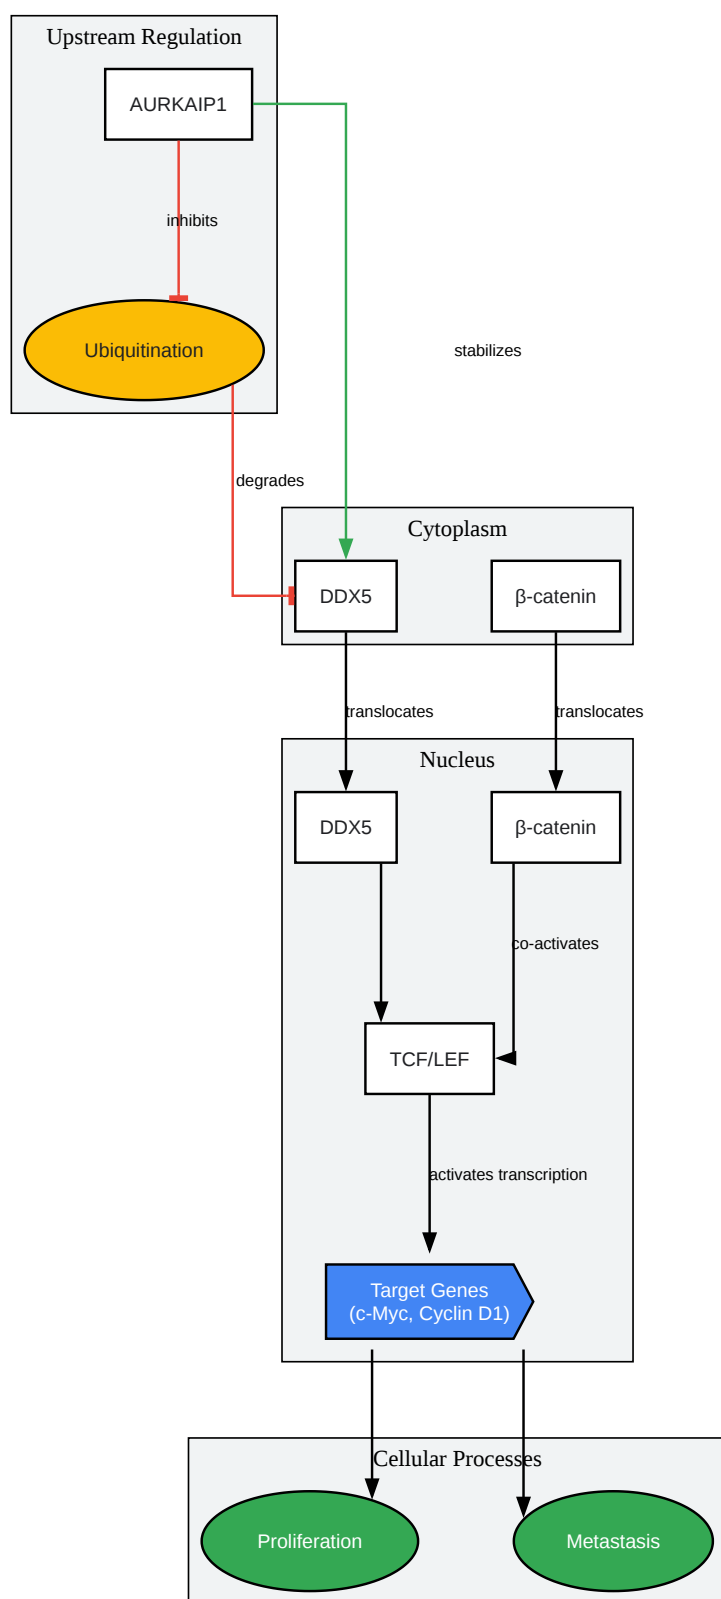 Upstream Regulation
AURKAIP1
inhibits
Ubiquitination
stabilizes
degrades
Cytoplasm
DDX5
β-catenin
translocates
translocates
Nucleus
DDX5
β-catenin
co-activates
TCF/LEF
activates transcription
Target Genes
(c-Myc, Cyclin D1)
Cellular Processes
Proliferation
Metastasis